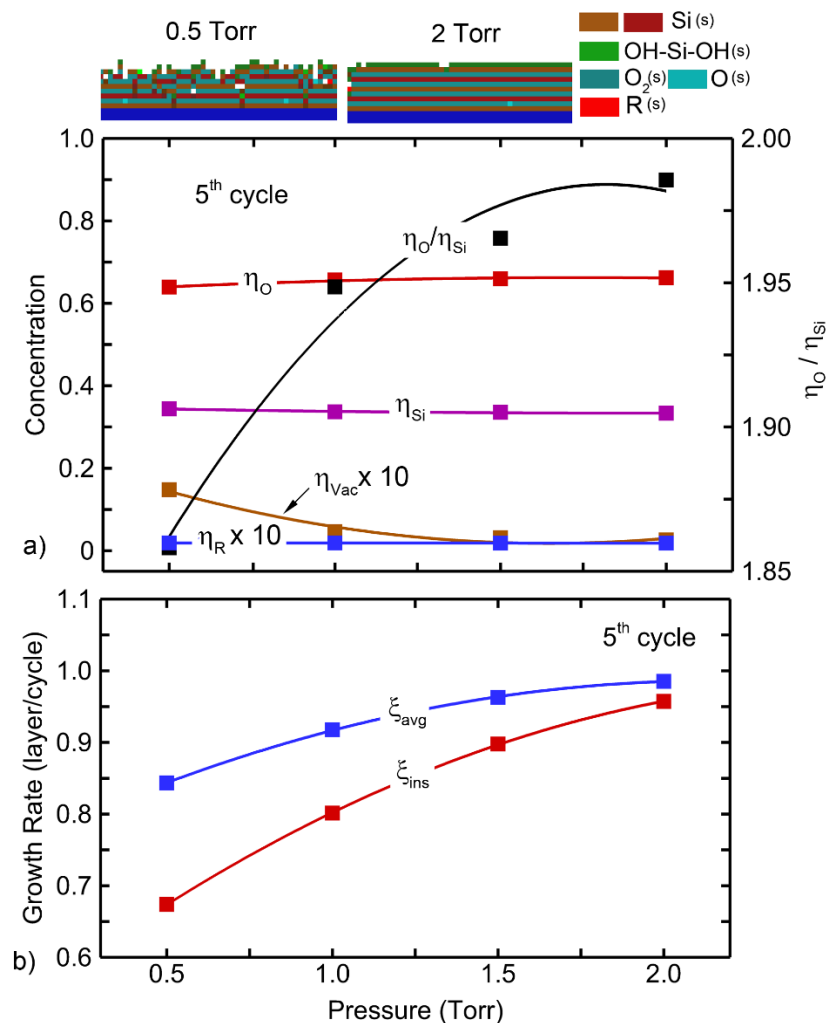 0.5 Torr
2 Torr
Si(s)
OH-Si-OH(s)
O₂(s) O(s)
R(s)
a)
5th cycle
ηO/ηSi
ηO
ηSi
ηVac x 10
ηR x 10
Concentration
1.0
0.8
0.6
0.4
0.2
0
ηO / ηSi
2.00
1.95
1.90
1.85
b)
5th cycle
ξavg
ξins
Growth Rate (layer/cycle)
1.1
1.0
0.9
0.8
0.7
0.6
0.5
1.0
1.5
2.0
Pressure (Torr)